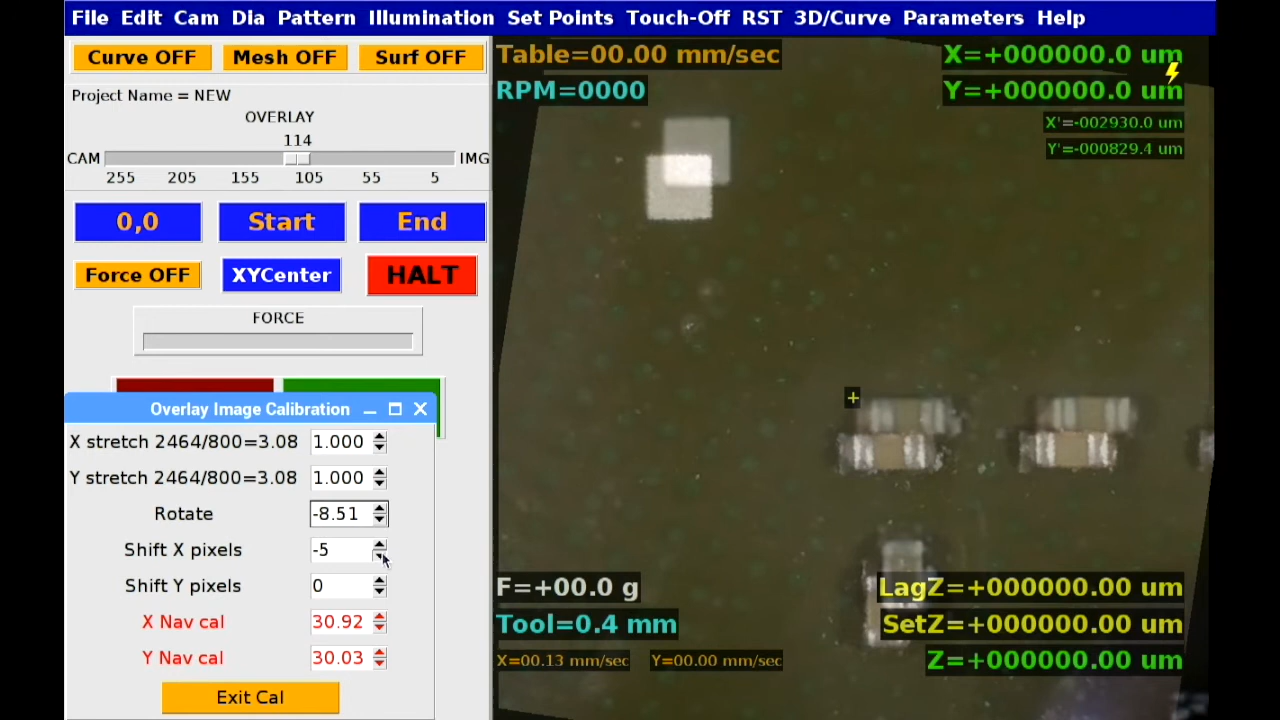 File Edit Cam Dia Pattern Illumination Set Points Touch-Off RST 3D/Curve Parameters Help
Curve OFF Mesh OFF Surf OFF
Project Name = NEW
OVERLAY
114
CAM IMG
255 205 155 105 55 5
0,0 Start End
Force OFF XYCenter HALT
FORCE
Overlay Image Calibration
X stretch 2464/800=3.08 1.000
Y stretch 2464/800=3.08 1.000
Rotate -8.51
Shift X pixels -5
Shift Y pixels 0
X Nav cal 30.92
Y Nav cal 30.03
Exit Cal
Table=00.00 mm/sec
RPM=0000
X=+000000.0 um
Y=+000000.0 um
X'=-002930.0 um
Y'=-000829.4 um
F=+00.0 g
Tool=0.4 mm
X=00.13 mm/sec Y=00.00 mm/sec
LagZ=+000000.00 um
SetZ=+000000.00 um
Z=+000000.00 um